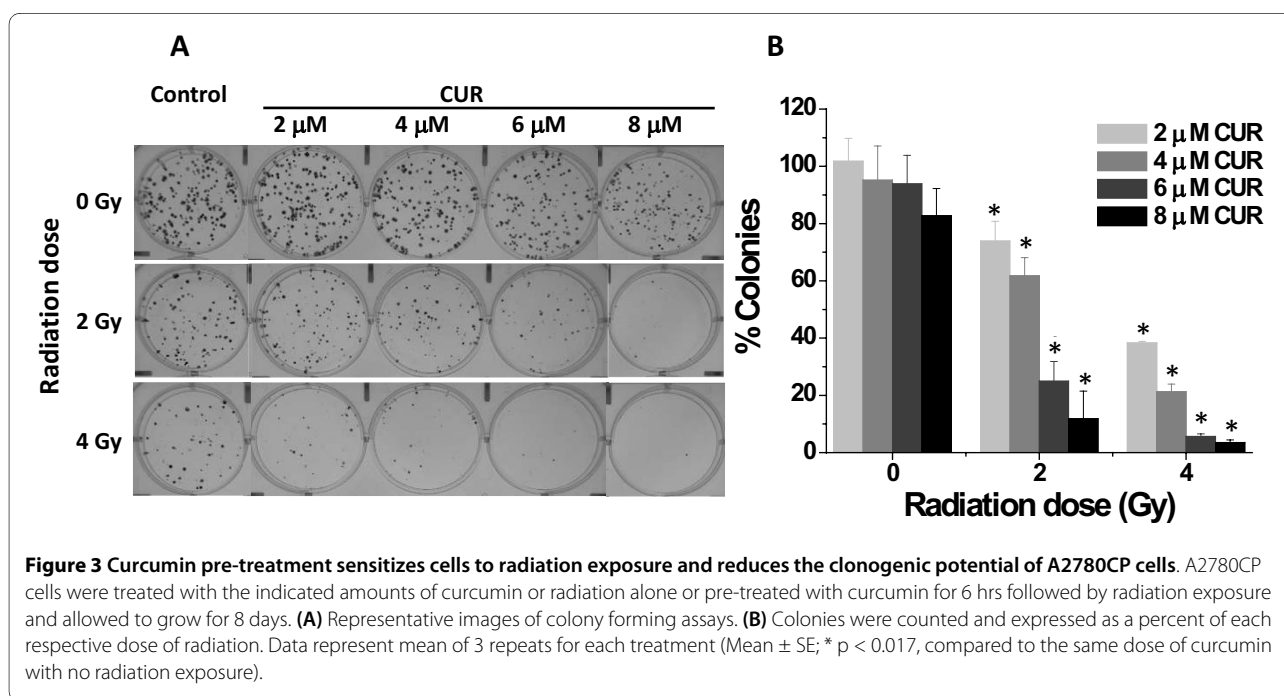 A
Control
CUR
2 μM 4 μM 6 μM 8 μM
Radiation dose
0 Gy
2 Gy
4 Gy
B
% Colonies
120
100
80
60
40
20
0
2 μM CUR
4 μM CUR
6 μM CUR
8 μM CUR
* *
* *
* *
* *
0 2 4
Radiation dose (Gy)
Figure 3 Curcumin pre-treatment sensitizes cells to radiation exposure and reduces the clonogenic potential of A2780CP cells. A2780CP
cells were treated with the indicated amounts of curcumin or radiation alone or pre-treated with curcumin for 6 hrs followed by radiation exposure
and allowed to grow for 8 days. (A) Representative images of colony forming assays. (B) Colonies were counted and expressed as a percent of each
respective dose of radiation. Data represent mean of 3 repeats for each treatment (Mean ± SE; * p < 0.017, compared to the same dose of curcumin
with no radiation exposure).